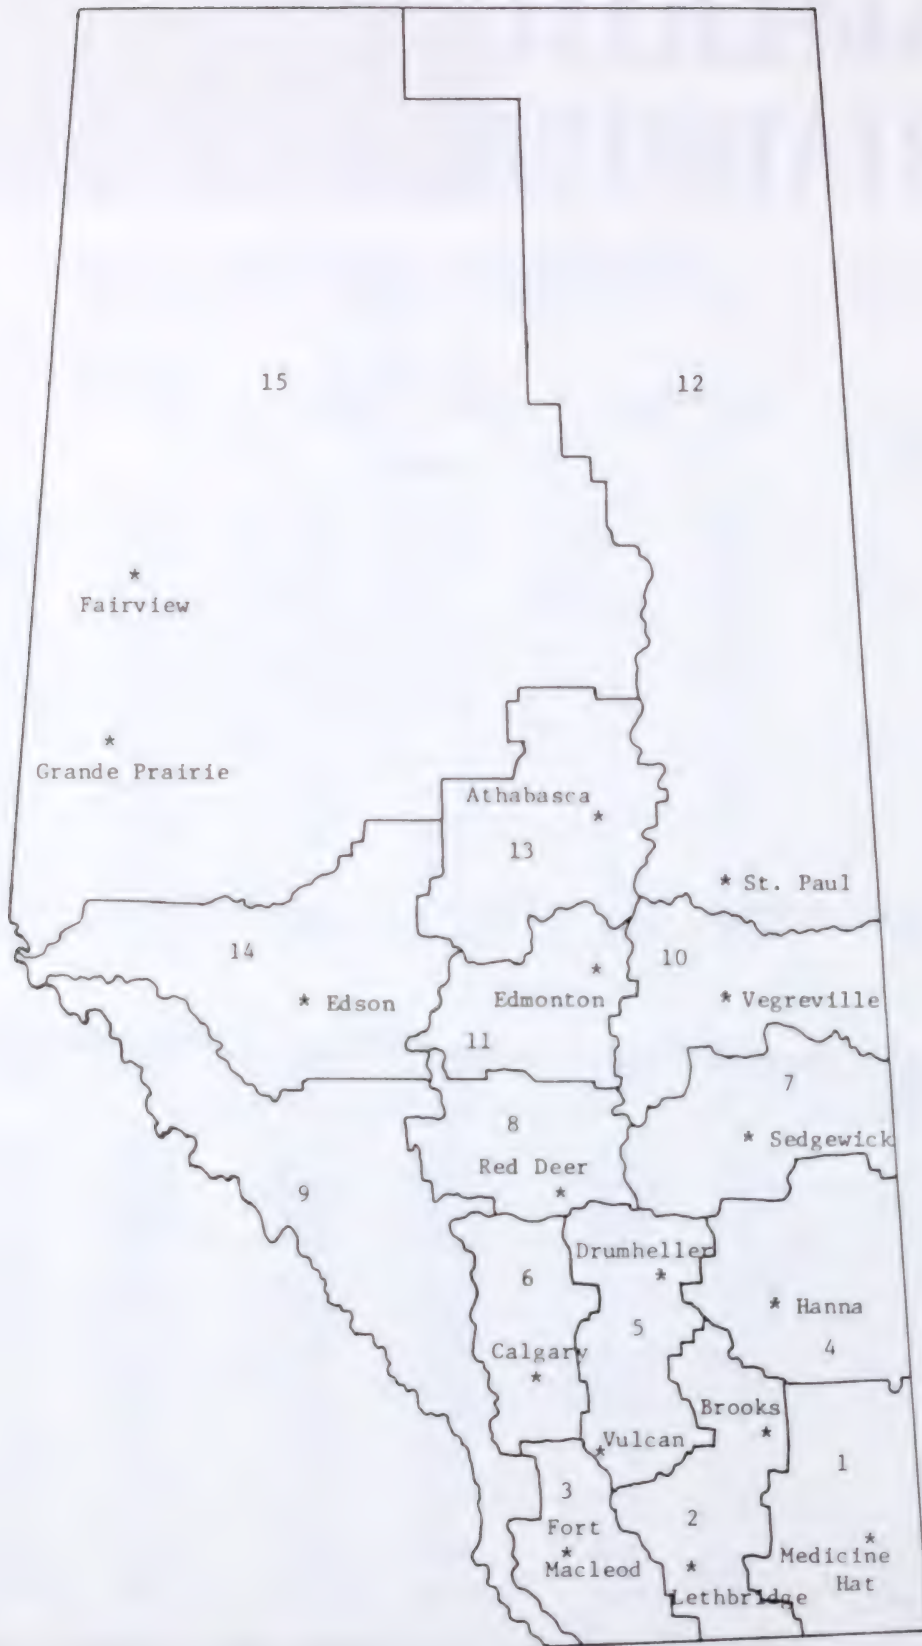 15
12
Fairview
Grande Prairie
Athabasca
13
St. Paul
14
10
Edson
Edmonton
Vegreville
11
7
8
Sedgewick
Red Deer
9
Drumheller
6
Hanna
5
4
Calgary
Brooks
Vulcan
1
3
2
Fort
Macleod
Medicine
Hat
Lethbridge